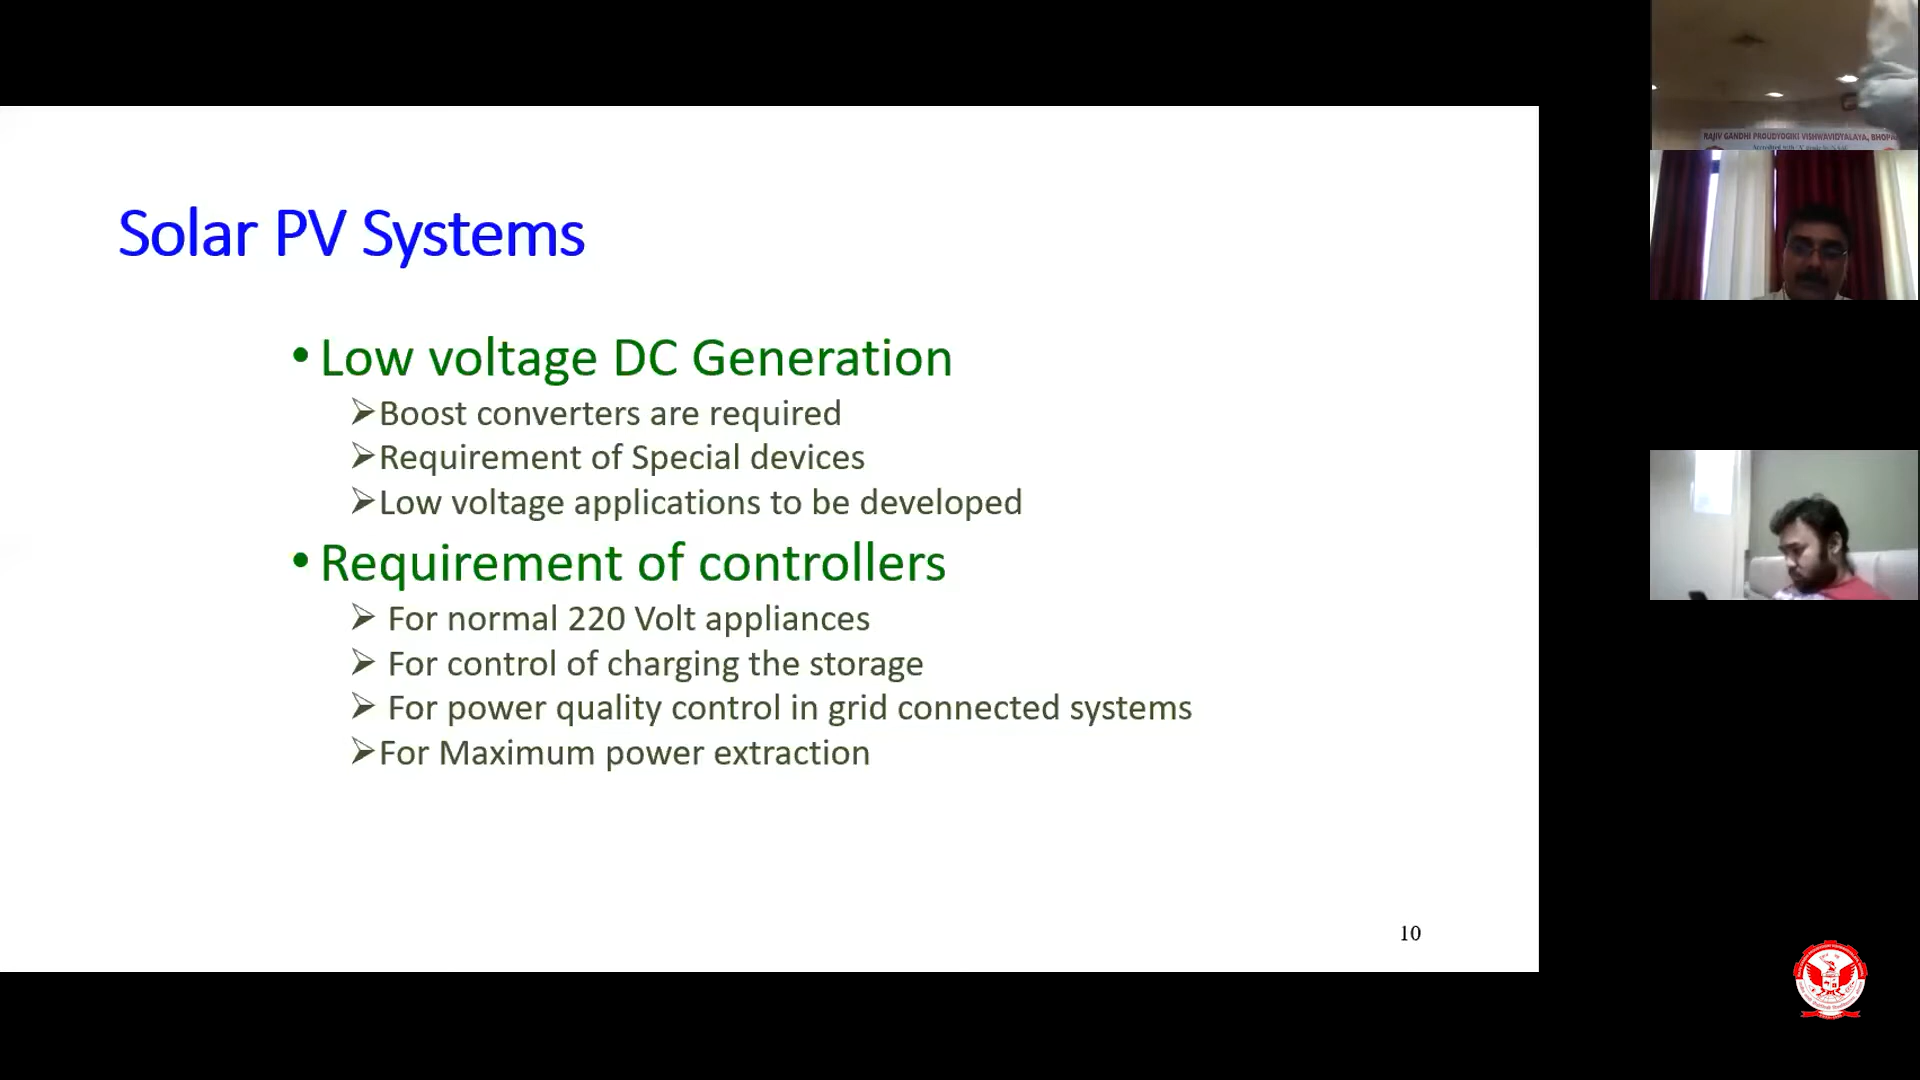 RAJIV GANDHI PROUDYOGIKI VISHWAVIDYALAYA,
Solar PV Systems
• Low voltage DC Generation
➢Boost converters are required
➢Requirement of Special devices
➢Low voltage applications to be developed
• Requirement of controllers
➢ For normal 220 Volt appliances
➢ For control of charging the storage
➢ For power quality control in grid connected systems
➢For Maximum power extraction
10